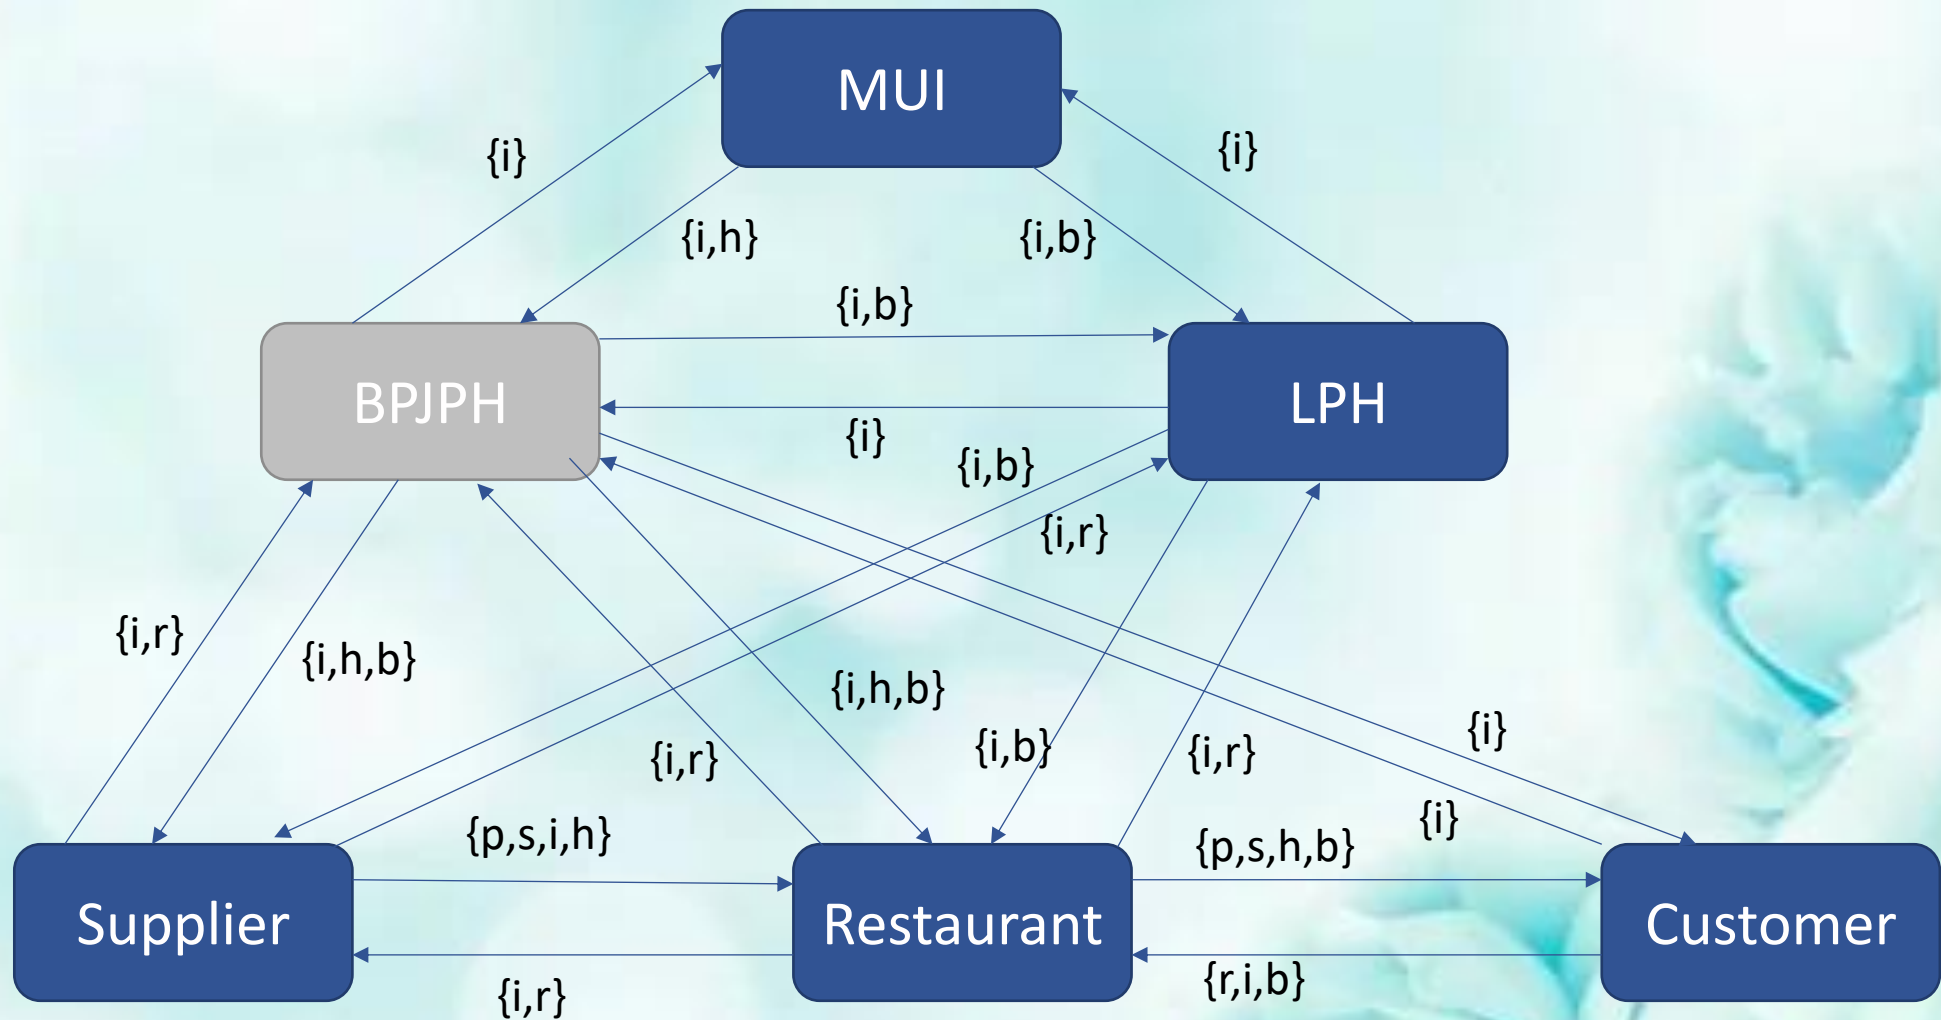 MUI
{i}
{i}
{i,h}
{i,b}
{i,b}
BPJPH
LPH
{i}
{i,b}
{i,r}
{i,r}
{i,h,b}
{i,h,b}
{i,r}
{i,b}
{i,r}
{i}
{i}
{p,s,i,h}
{p,s,h,b}
Supplier
Restaurant
Customer
{i,r}
{r,i,b}